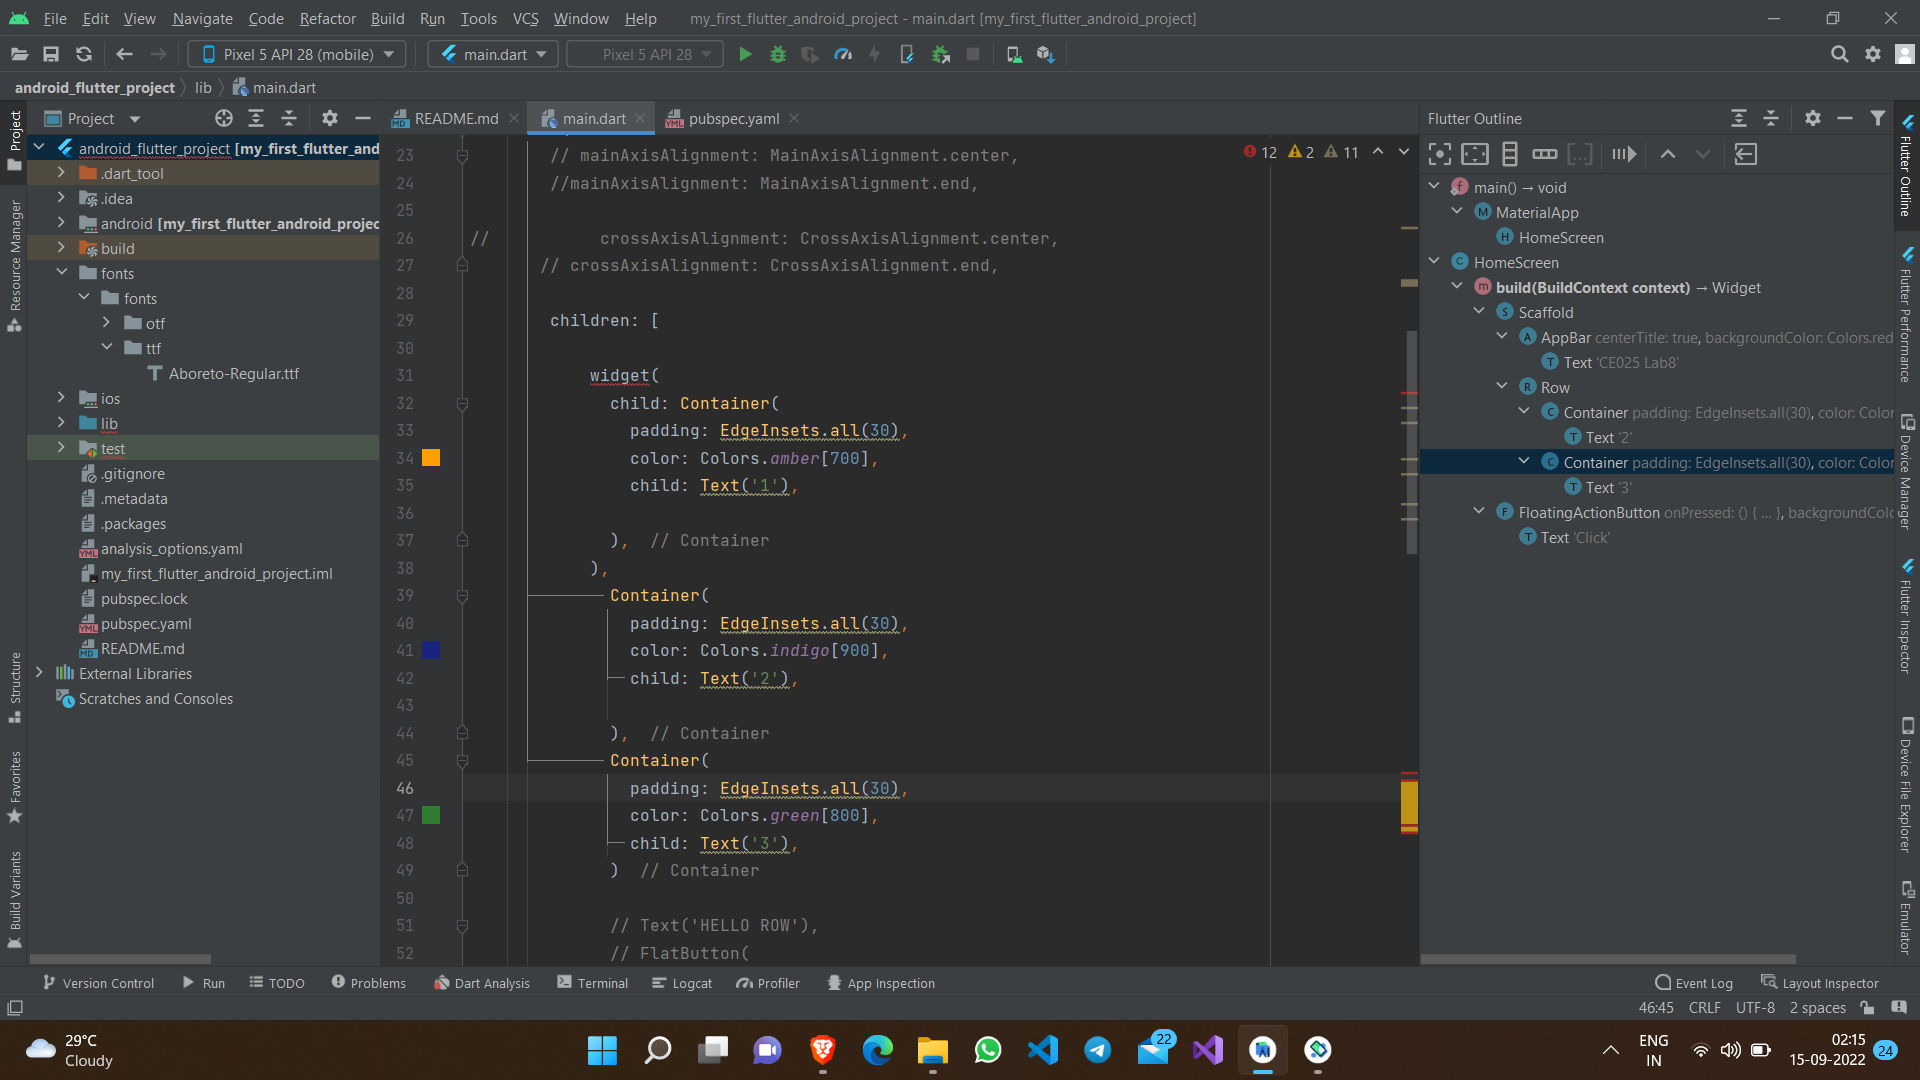 File Edit View Navigate Code Refactor Build Run Tools VCS Window Help my_first_flutter_android_project - main.dart [my_first_flutter_android_project]
Pixel 5 API 28 (mobile) main.dart Pixel 5 API 28
android_flutter_project lib main.dart
Project
README.md main.dart pubspec.yaml
Flutter Outline
Project
Resource Manager
Structure
Favorites
Build Variants
android_flutter_project [my_first_flutter_and
.dart_tool
.idea
android [my_first_flutter_android_projec
build
fonts
fonts
otf
ttf
Aboreto-Regular.ttf
ios
lib
test
.gitignore
.metadata
.packages
analysis_options.yaml
my_first_flutter_android_project.iml
pubspec.lock
pubspec.yaml
README.md
External Libraries
Scratches and Consoles
12 2 11
23 // mainAxisAlignment: MainAxisAlignment.center,
24 //mainAxisAlignment: MainAxisAlignment.end,
25
26 // crossAxisAlignment: CrossAxisAlignment.center,
27 // crossAxisAlignment: CrossAxisAlignment.end,
28
29 children: [
30
31 widget(
32 child: Container(
33 padding: EdgeInsets.all(30),
34 color: Colors.amber[700],
35 child: Text('1'),
36
37 ), // Container
38 ),
39 Container(
40 padding: EdgeInsets.all(30),
41 color: Colors.indigo[900],
42 child: Text('2'),
43
44 ), // Container
45 Container(
46 padding: EdgeInsets.all(30),
47 color: Colors.green[800],
48 child: Text('3'),
49 ) // Container
50
51 // Text('HELLO ROW'),
52 // FlatButton(
main() → void
MaterialApp
HomeScreen
HomeScreen
build(BuildContext context) → Widget
Scaffold
AppBar centerTitle: true, backgroundColor: Colors.red
Text 'CE025 Lab8'
Row
Container padding: EdgeInsets.all(30), color: Color
Text '2'
Container padding: EdgeInsets.all(30), color: Color
Text '3'
FloatingActionButton onPressed: () { ... }, backgroundColo
Text 'Click'
Flutter Outline
Flutter Performance
Device Manager
Flutter Inspector
Device File Explorer
Emulator
Version Control Run TODO Problems Dart Analysis Terminal Logcat Profiler App Inspection Event Log Layout Inspector
46:45 CRLF UTF-8 2 spaces
29°C
Cloudy
22
ENG
IN
02:15
15-09-2022
24